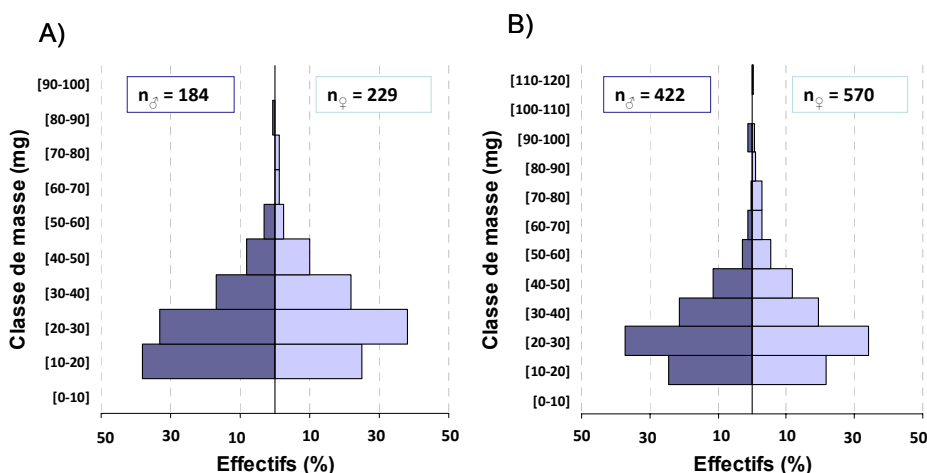 A)
n♂ = 184
n♀ = 229
Classe de masse (mg)
[90-100]
[80-90]
[70-80]
[60-70]
[50-60]
[40-50]
[30-40]
[20-30]
[10-20]
[0-10]
50 30 10 10 30 50
Effectifs (%)
B)
n♂ = 422
n♀ = 570
Classe de masse (mg)
[110-120]
[100-110]
[90-100]
[80-90]
[70-80]
[60-70]
[50-60]
[40-50]
[30-40]
[20-30]
[10-20]
[0-10]
50 30 10 10 30 50
Effectifs (%)